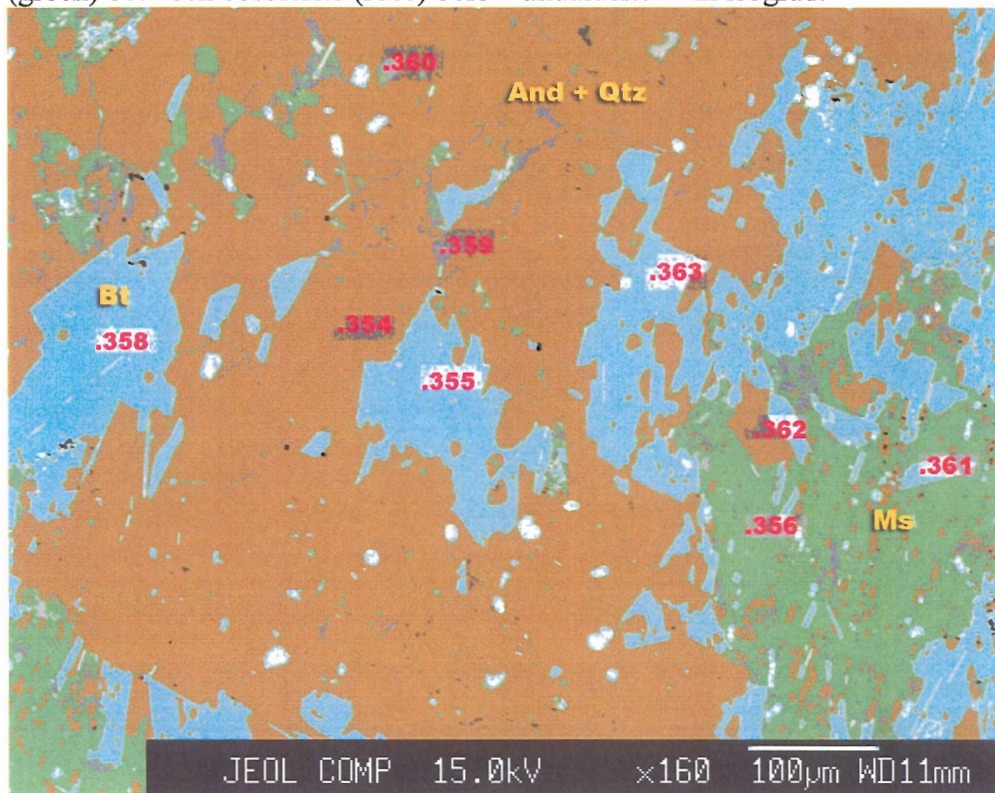 .360
And + Qtz
.359
.363
Bt
.358
.354
.355
.362
.361
.356
Ms
JEOL COMP 15.0kV ×160 100µm WD11mm